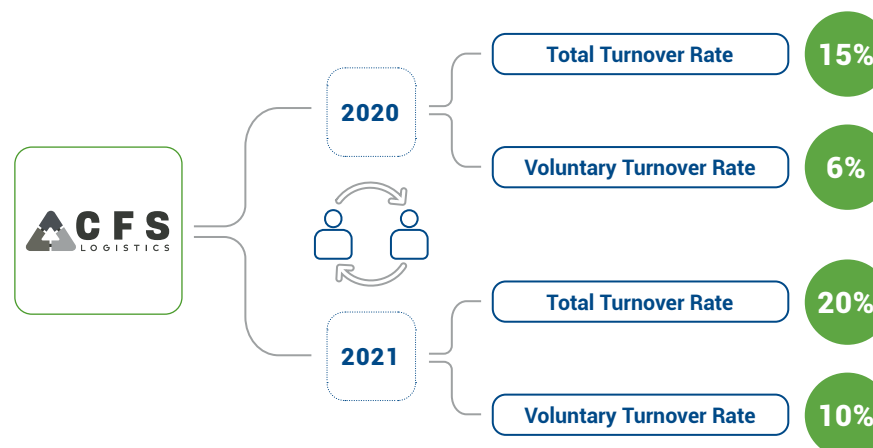 CFS
LOGISTICS
2020
Total Turnover Rate
15%
Voluntary Turnover Rate
6%
2021
Total Turnover Rate
20%
Voluntary Turnover Rate
10%